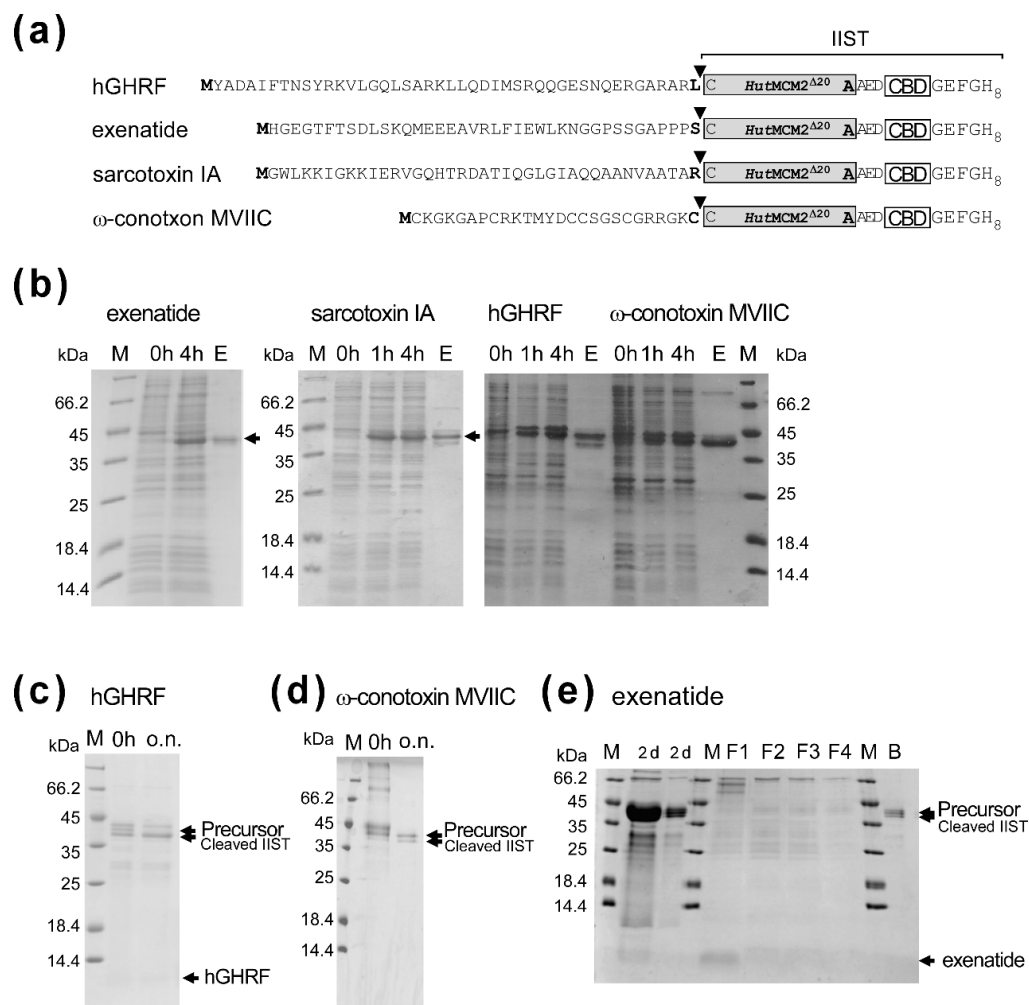 (a)
IIST
hGHRF MYADAIFTNSYRKVLGQLSARKLLQDIMSRQQGESNQERGARARL C HutMCM2Δ20 A AED CBD GEFGH8
exenatide MHGEGTFTSDLSKQMEEEAVRLFIEWLKNGGPSSGAPPPS C HutMCM2Δ20 A AED CBD GEFGH8
sarcotoxin IA MGWLKKIGKKIERVGQHTRDATIQGLGIAQQAANVAATAR C HutMCM2Δ20 A AED CBD GEFGH8
ω-conotxon MVIIC MCKGKGAPCRKTMYDCCSGSCGRRGKC C HutMCM2Δ20 A AED CBD GEFGH8
(b)
exenatide sarcotoxin IA hGHRF ω-conotoxin MVIIC
kDa M 0h 4h E kDa M 0h 1h 4h E 0h 1h 4h E 0h 1h 4h E M kDa
66.2 66.2 66.2
45 45 45
35 35 35
25 25 25
18.4 18.4 18.4
14.4 14.4 14.4
(c) hGHRF
kDa M 0h o.n.
66.2
45
Precursor
Cleaved IIST
35
25
18.4
14.4
hGHRF
(d) ω-conotoxin MVIIC
kDa M 0h o.n.
66.2
45
Precursor
Cleaved IIST
35
25
18.4
14.4
(e) exenatide
kDa M 2d 2d M F1 F2 F3 F4 M B
66.2
45
Precursor
Cleaved IIST
35
25
18.4
14.4
exenatide